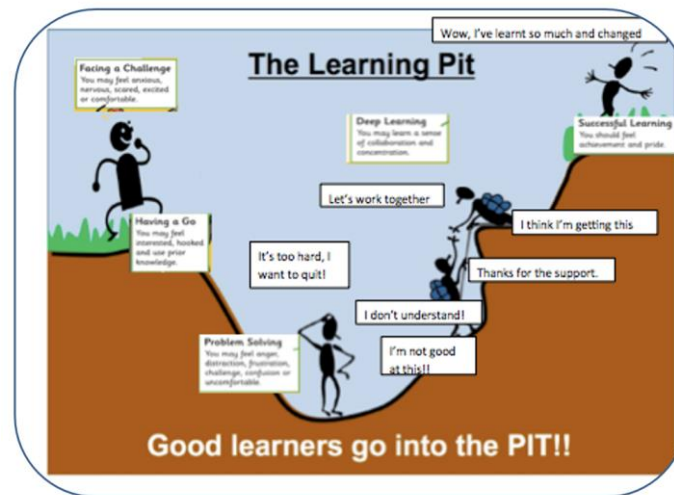 Wow, I've learnt so much and changed
The Learning Pit
Facing a Challenge
You may feel anxious,
nervous, scared, excited
or comfortable.
Deep Learning
You may learn a sense
of collaboration and
concentration.
Successful Learning
You should feel
achievement and pride.
Let's work together
Having a Go
You may feel
interested, hooked
and use prior
knowledge.
I think I'm getting this
It's too hard, I
want to quit!
Thanks for the support.
I don't understand!
Problem Solving
You may feel anger,
distraction, frustration,
challenge, confusion or
uncomfortable.
I'm not good
at this!!
Good learners go into the PIT!!